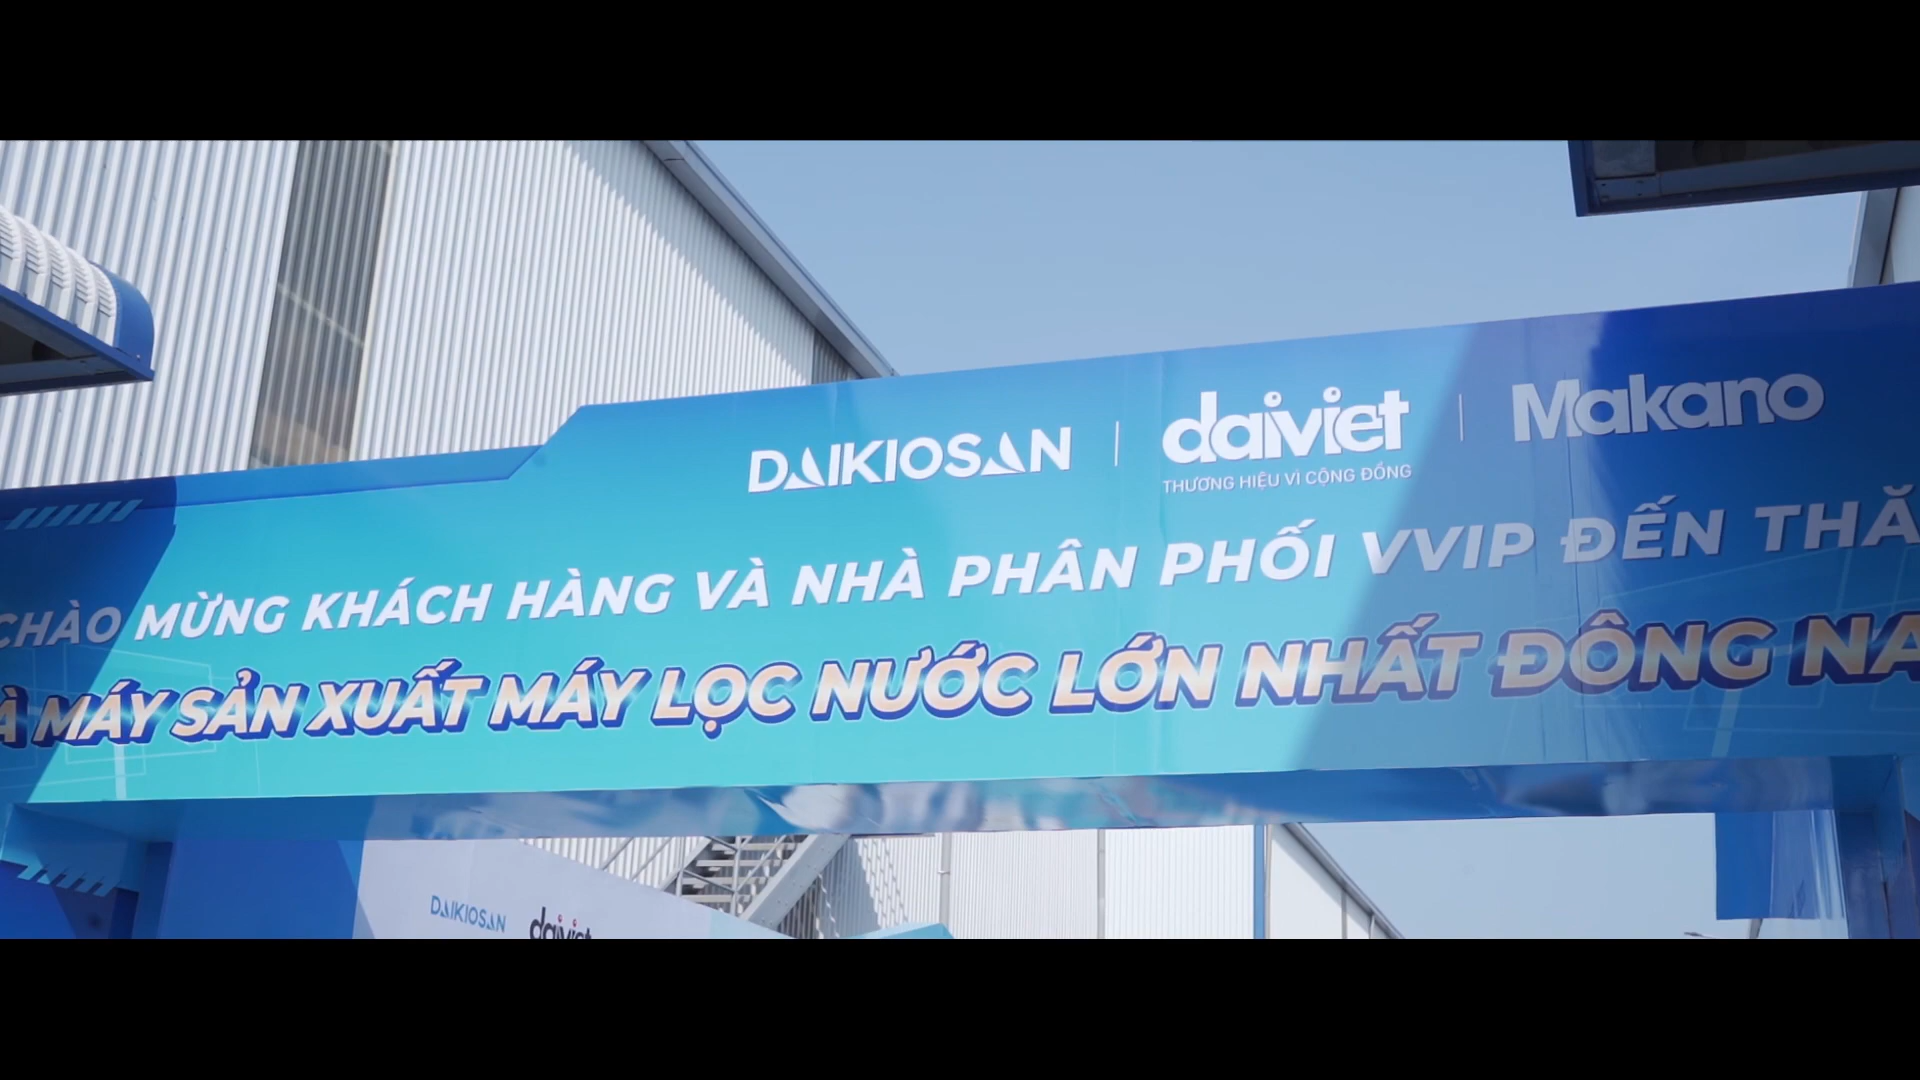 DAIKIOSAN | daiviet | Makano
THƯƠNG HIỆU VÌ CỘNG ĐỒNG
CHÀO MỪNG KHÁCH HÀNG VÀ NHÀ PHÂN PHỐI VVIP ĐẾN THĂ
À MÁY SẢN XUẤT MÁY LỌC NƯỚC LỚN NHẤT ĐÔNG NA
DAIKIOSAN daiviet